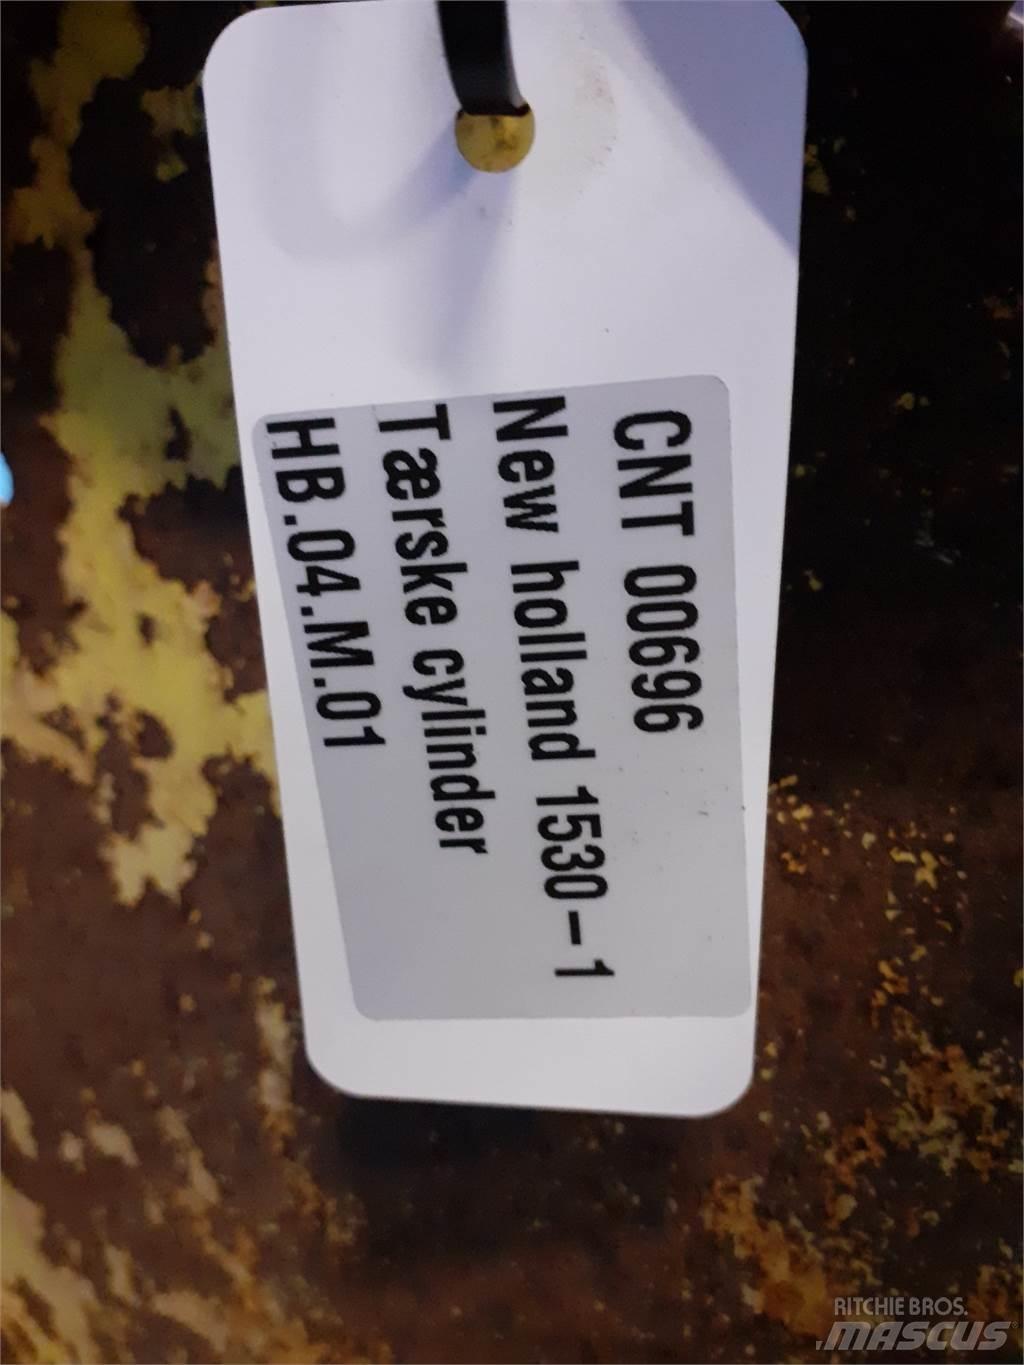 CNT 00696
New holland 1530-1
Tærske cylinder
HB.04.M.01
RITCHIE BROS.
MASCUS